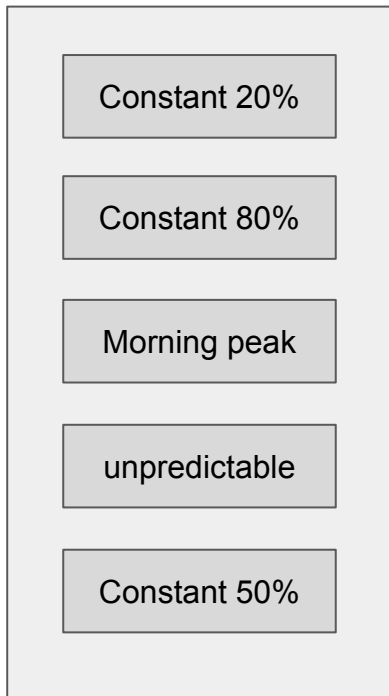 Constant 20%
Constant 80%
Morning peak
unpredictable
Constant 50%